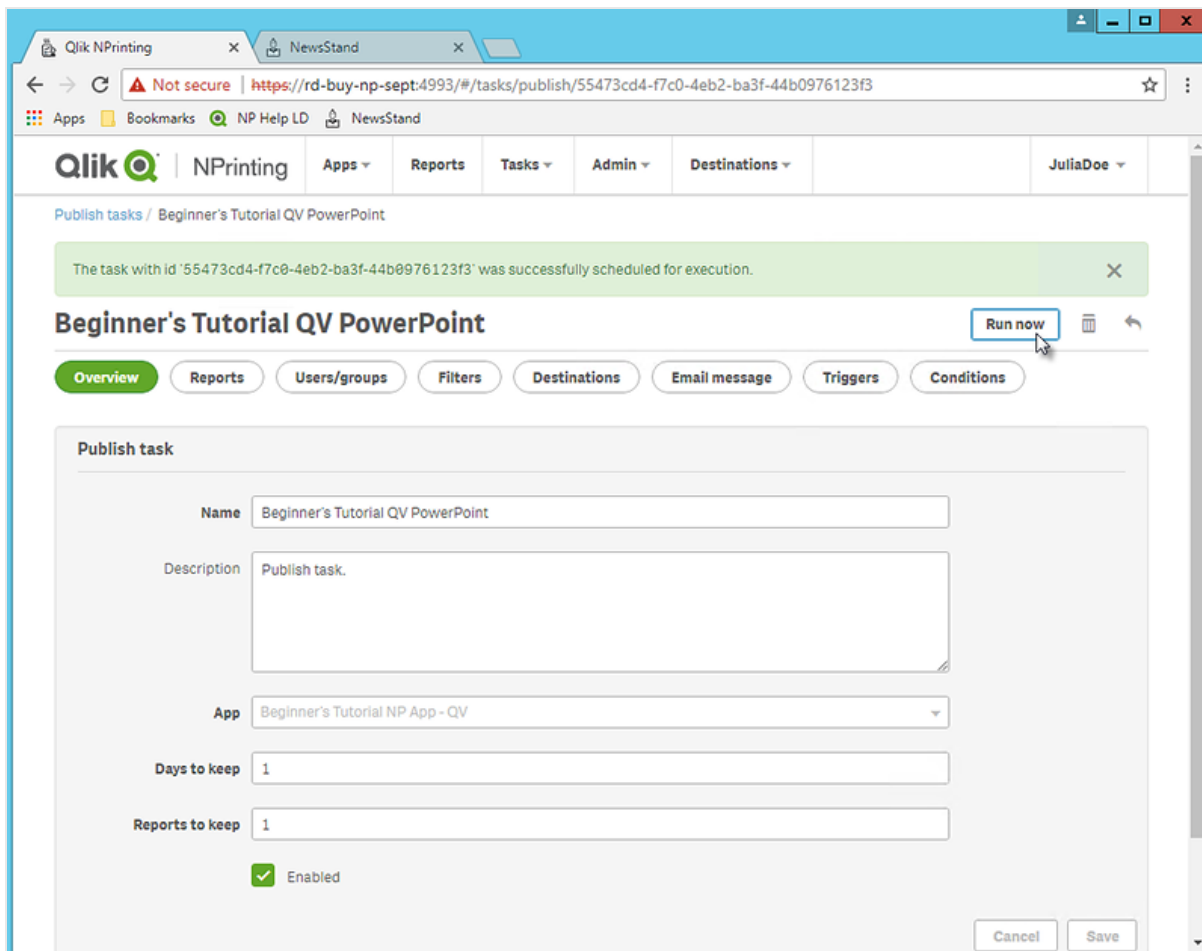 Qlik NPrinting
NewsStand
Not secure | https://rd-buy-np-sept:4993/#/tasks/publish/55473cd4-f7c0-4eb2-ba3f-44b0976123f3
Apps Bookmarks NP Help LD NewsStand
Qlik NPrinting Apps Reports Tasks Admin Destinations JuliaDoe
Publish tasks / Beginner's Tutorial QV PowerPoint
The task with id '55473cd4-f7c0-4eb2-ba3f-44b0976123f3' was successfully scheduled for execution.
Beginner's Tutorial QV PowerPoint Run now
Overview Reports Users/groups Filters Destinations Email message Triggers Conditions
Publish task
Name Beginner's Tutorial QV PowerPoint
Description Publish task.
App Beginner's Tutorial NP App - QV
Days to keep 1
Reports to keep 1
Enabled
Cancel Save